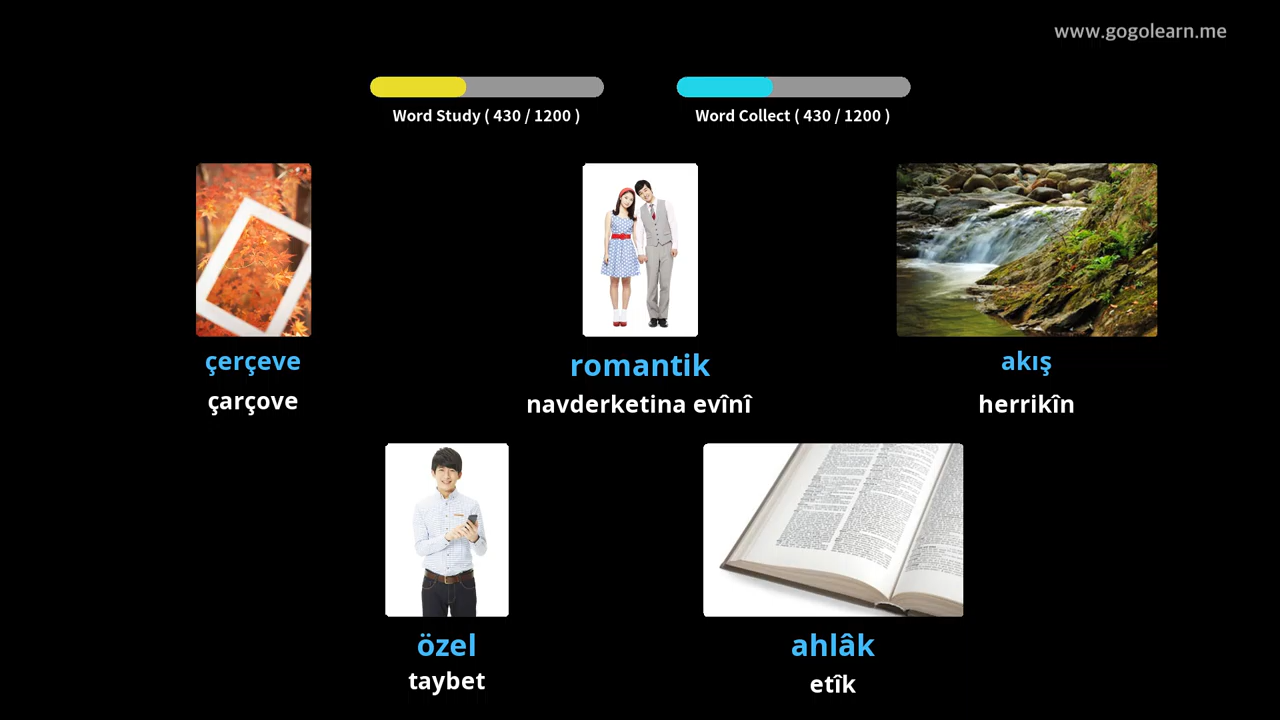 www.gogolearn.me
Word Study ( 430 / 1200 )
Word Collect ( 430 / 1200 )
çerçeve
çarçove
romantik
navderketina evînî
akış
herrikîn
özel
taybet
ahlâk
etîk